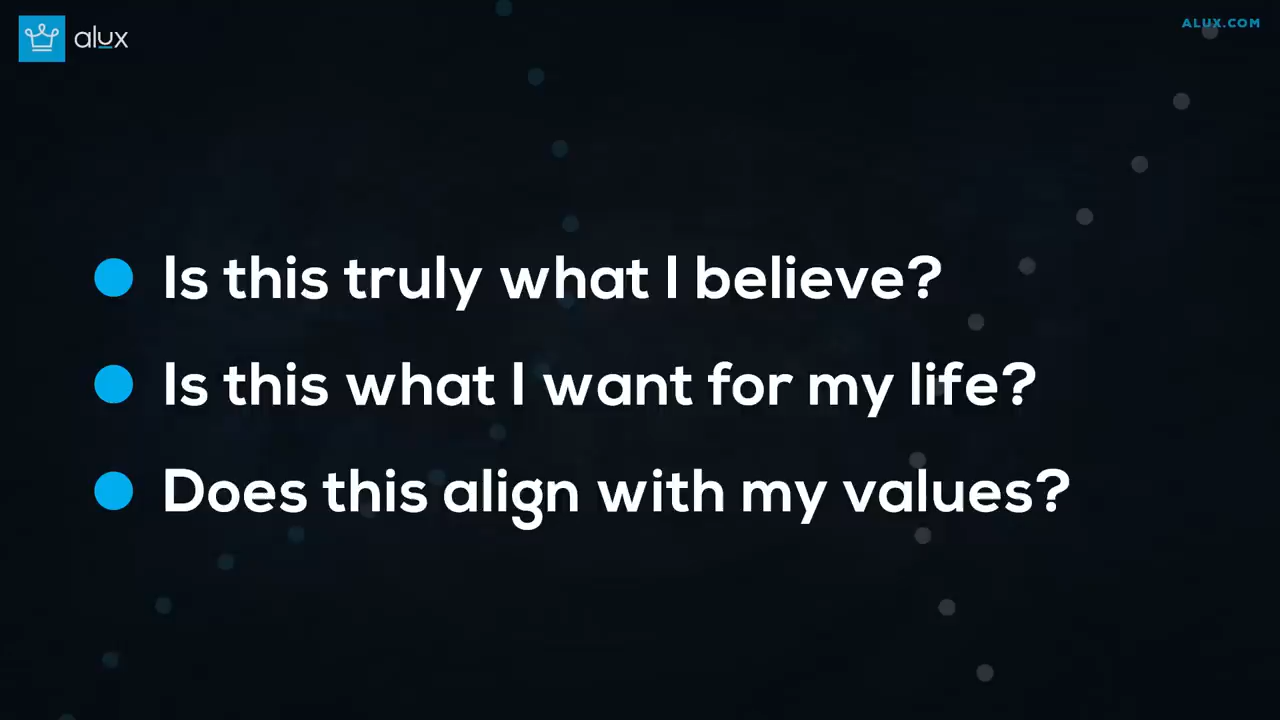 alux
ALUX.COM
Is this truly what I believe?
Is this what I want for my life?
Does this align with my values?